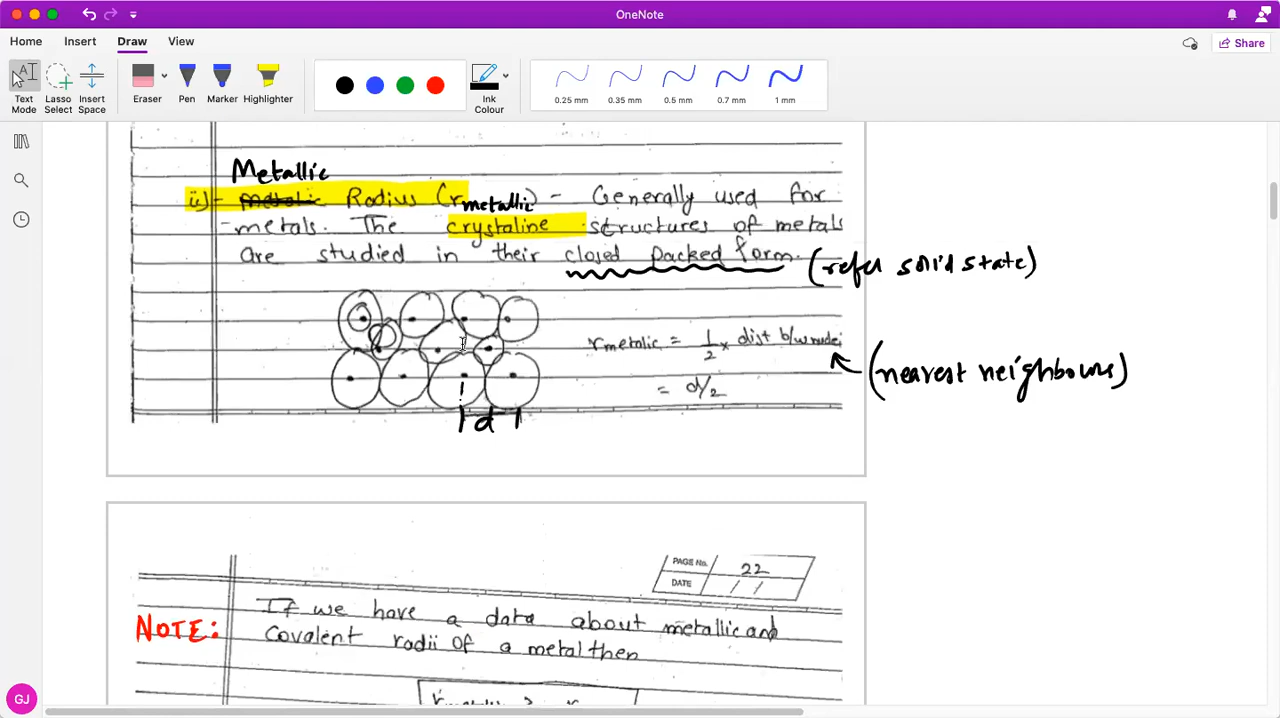 OneNote
Home Insert Draw View
Share
Text Mode
Lasso Select
Insert Space
Eraser
Pen
Marker
Highlighter
Ink Colour
0.25 mm
0.35 mm
0.5 mm
0.7 mm
1 mm
Metallic
ii)- Radius (rmetallic) - Generally used for
metals. The crystaline structures of metals
are studied in their closed packed form. (refer solid state)
rmetalic = 1/2 x dist b/w nuclei
(nearest neighbours)
= d/2
d
PAGE No. 22
DATE / /
NOTE: If we have a data about metallic and
covalent radii of a metal then
GJ